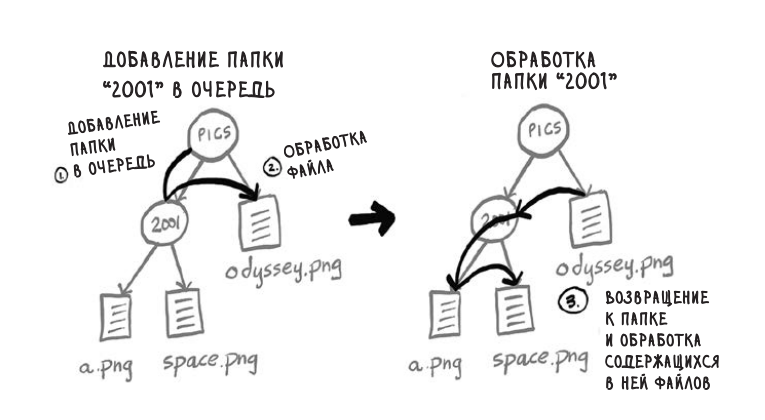 ДОБАВЛЕНИЕ ПАПКИ
“2001” В ОЧЕРЕДЬ
ДОБАВЛЕНИЕ
ПАПКИ
1. В ОЧЕРЕДЬ
PICS
2. ОБРАБОТКА
ФАЙЛА
2001
odyssey.png
a.png
space.png
ОБРАБОТКА
ПАПКИ “2001”
PICS
2001
odyssey.png
3. ВОЗВРАЩЕНИЕ
К ПАПКЕ
И ОБРАБОТКА
СОДЕРЖАЩИХСЯ
В НЕЙ ФАЙЛОВ
a.png
space.png